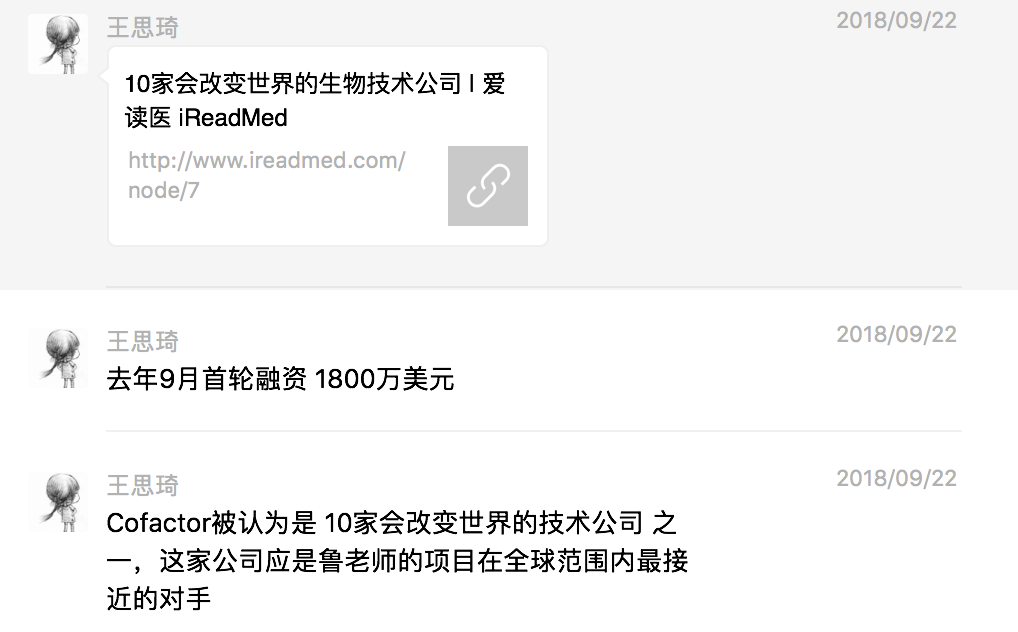 王思琦
2018/09/22
10家会改变世界的生物技术公司 | 爱
读医 iReadMed
http://www.ireadmed.com/
node/7
王思琦
2018/09/22
去年9月首轮融资 1800万美元
王思琦
2018/09/22
Cofactor被认为是 10家会改变世界的技术公司 之
一，这家公司应是鲁老师的项目在全球范围内最接
近的对手